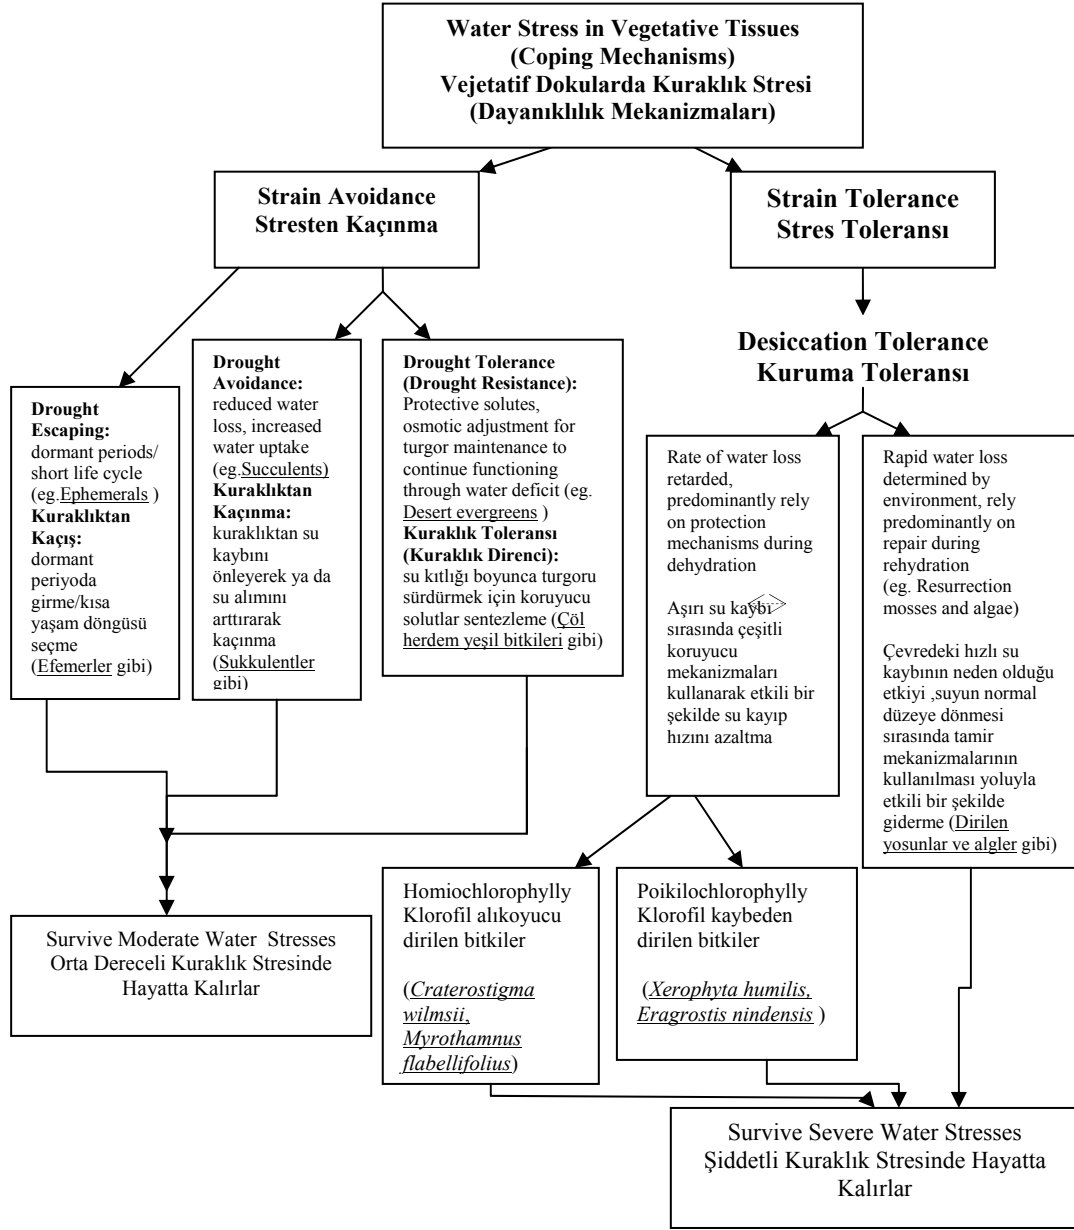 Water Stress in Vegetative Tissues
(Coping Mechanisms)
Vejetatif Dokularda Kuraklık Stresi
(Dayanıklılık Mekanizmaları)
Strain Avoidance
Stresten Kaçınma
Strain Tolerance
Stres Toleransı
Desiccation Tolerance
Kuruma Toleransı
Drought
Escaping:
dormant periods/
short life cycle
(eg.Ephemerals )
Kuraklıktan
Kaçış:
dormant
periyoda
girme/kısa
yaşam döngüsü
seçme
(Efemerler gibi)
Drought
Avoidance:
reduced water
loss, increased
water uptake
(eg.Succulents)
Kuraklıktan
Kaçınma:
kuraklıktan su
kaybını
önleyerek ya da
su alımını
arttırarak
kaçınma
(Sukkulentler
gibi)
Drought Tolerance
(Drought Resistance):
Protective solutes,
osmotic adjustment for
turgor maintenance to
continue functioning
through water deficit (eg.
Desert evergreens )
Kuraklık Toleransı
(Kuraklık Direnci):
su kıtlığı boyunca turgoru
sürdürmek için koruyucu
solutlar sentezleme (Çöl
herdem yeşil bitkileri gibi)
Rate of water loss
retarded,
predominantly rely
on protection
mechanisms during
dehydration
Aşırı su kaybı
sırasında çeşitli
koruyucu
mekanizmaları
kullanarak etkili bir
şekilde su kayıp
hızını azaltma
Rapid water loss
determined by
environment, rely
predominantly on
repair during
rehydration
(eg. Resurrection
mosses and algae)
Çevredeki hızlı su
kaybının neden olduğu
etkiyi ,suyun normal
düzeye dönmesi
sırasında tamir
mekanizmalarının
kullanılması yoluyla
etkili bir şekilde
giderme (Dirilen
yosunlar ve algler gibi)
Homiochlorophylly
Klorofil alıkoyucu
dirilen bitkiler
(Craterostigma
wilmsii,
Myrothamnus
flabellifolius)
Poikilochlorophylly
Klorofil kaybeden
dirilen bitkiler
(Xerophyta humilis,
Eragrostis nindensis )
Survive Moderate Water Stresses
Orta Dereceli Kuraklık Stresinde
Hayatta Kalırlar
Survive Severe Water Stresses
Şiddetli Kuraklık Stresinde Hayatta
Kalırlar